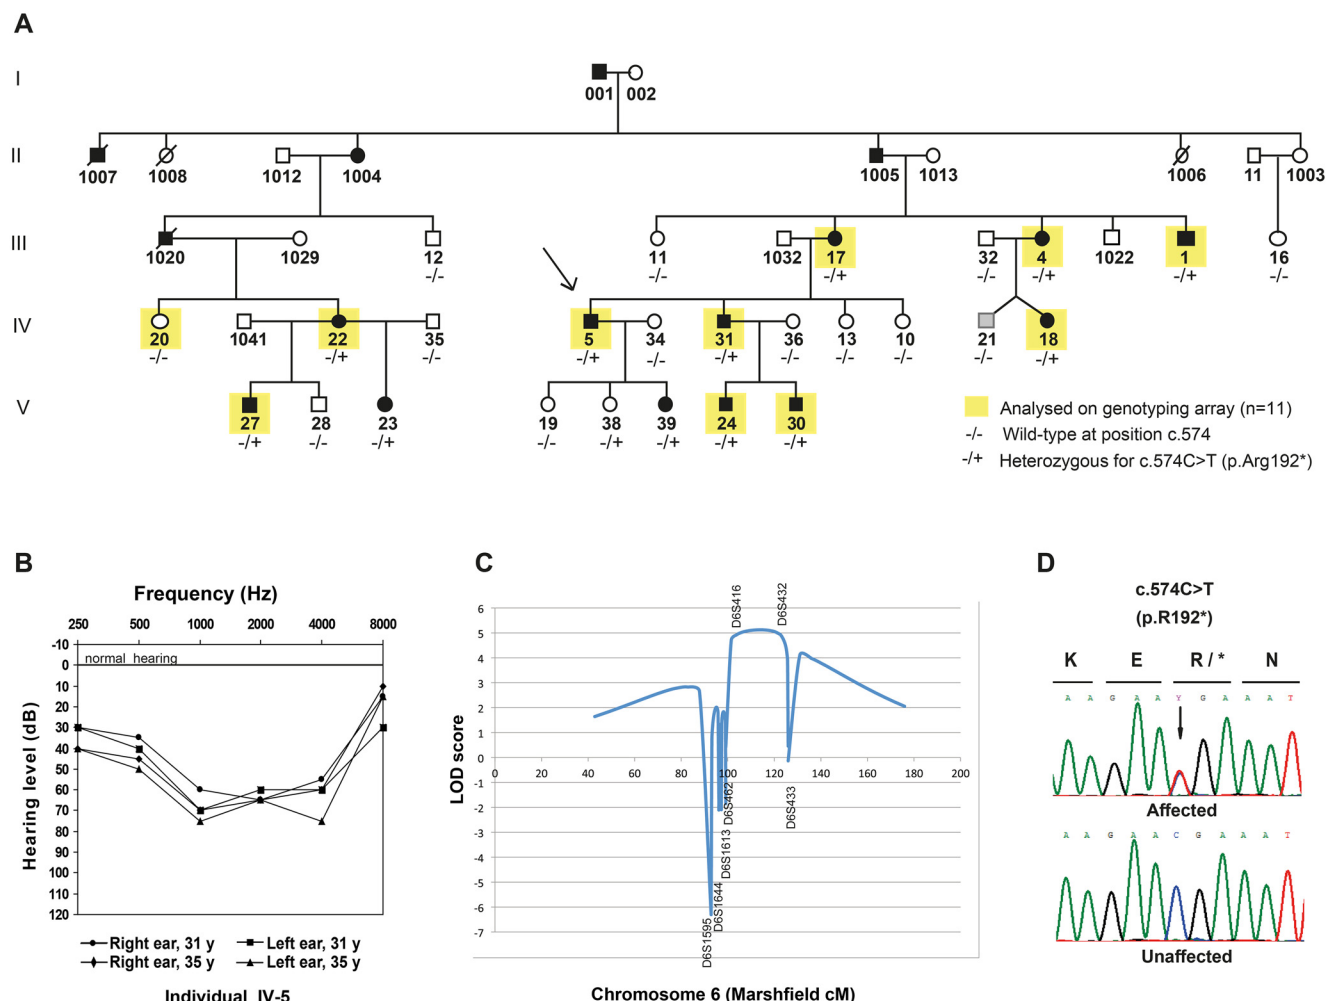 A
I
001 002
II
1007 1008 1012 1004 1005 1013 1006 11 1003
III
1020 1029 12 11 1032 17 32 4 1022 1 16
-/- -/- -/+ -/- -/+ -/+ -/-
IV
20 1041 22 35 5 34 31 36 13 10 21 18
-/- -/+ -/- -/+ -/- -/+ -/- -/- -/- -/- -/+
V
27 28 23 19 38 39 24 30
-/+ -/- -/+ -/- -/+ -/+ -/+ -/+
Analysed on genotyping array (n=11)
-/- Wild-type at position c.574
-/+ Heterozygous for c.574C>T (p.Arg192*)
B
Frequency (Hz)
250 500 1000 2000 4000 8000
Hearing level (dB)
-10
0
10
20
30
40
50
60
70
80
90
100
110
120
normal hearing
Right ear, 31 y Left ear, 31 y
Right ear, 35 y Left ear, 35 y
Individual IV-5
C
LOD score
6
5
4
3
2
1
0
-1
-2
-3
-4
-5
-6
-7
0 20 40 60 80 100 120 140 160 180 200
D6S416
D6S432
D6S1595
D6S1644
D6S1613
D6S462
D6S433
Chromosome 6 (Marshfield cM)
D
c.574C>T
(p.R192*)
K E R / * N
A A G A A Y G A A A T
Affected
A A G A A C G A A A T
Unaffected